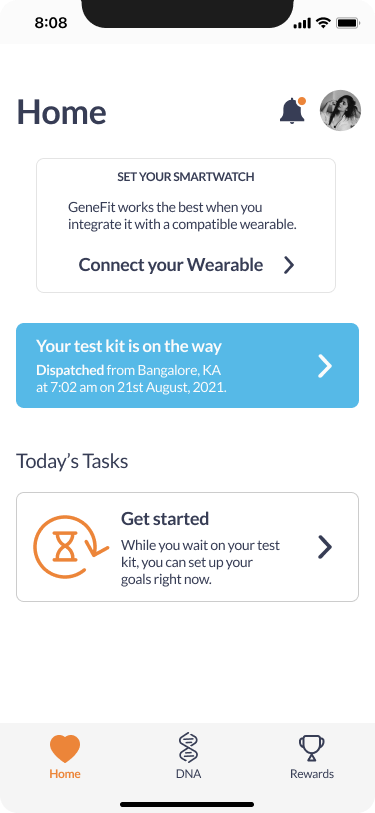 8:08
Home
SET YOUR SMARTWATCH
GeneFit works the best when you
integrate it with a compatible wearable.
Connect your Wearable
Your test kit is on the way
Dispatched from Bangalore, KA
at 7:02 am on 21st August, 2021.
Today's Tasks
Get started
While you wait on your test
kit, you can set up your
goals right now.
Home
DNA
Rewards